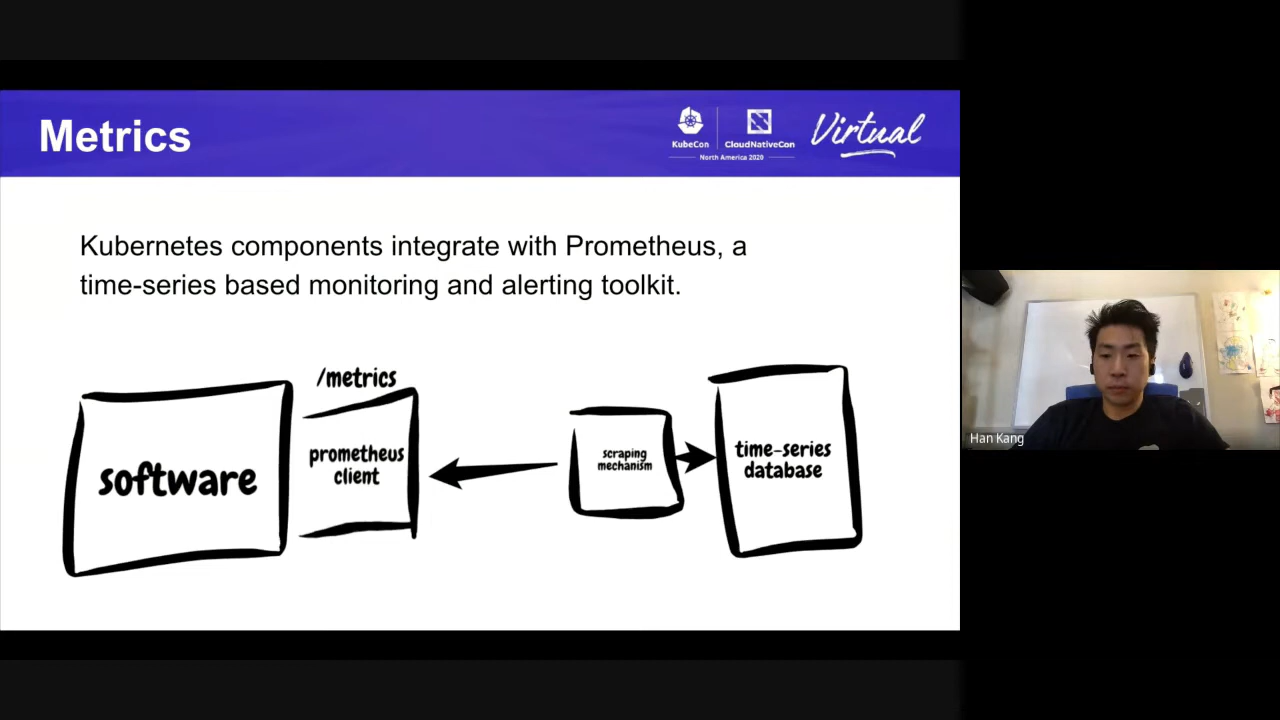 Metrics
KubeCon
CloudNativeCon
North America 2020
Virtual
Kubernetes components integrate with Prometheus, a
time-series based monitoring and alerting toolkit.
/metrics
software
prometheus
client
scraping
mechanism
time-series
database
Han Kang